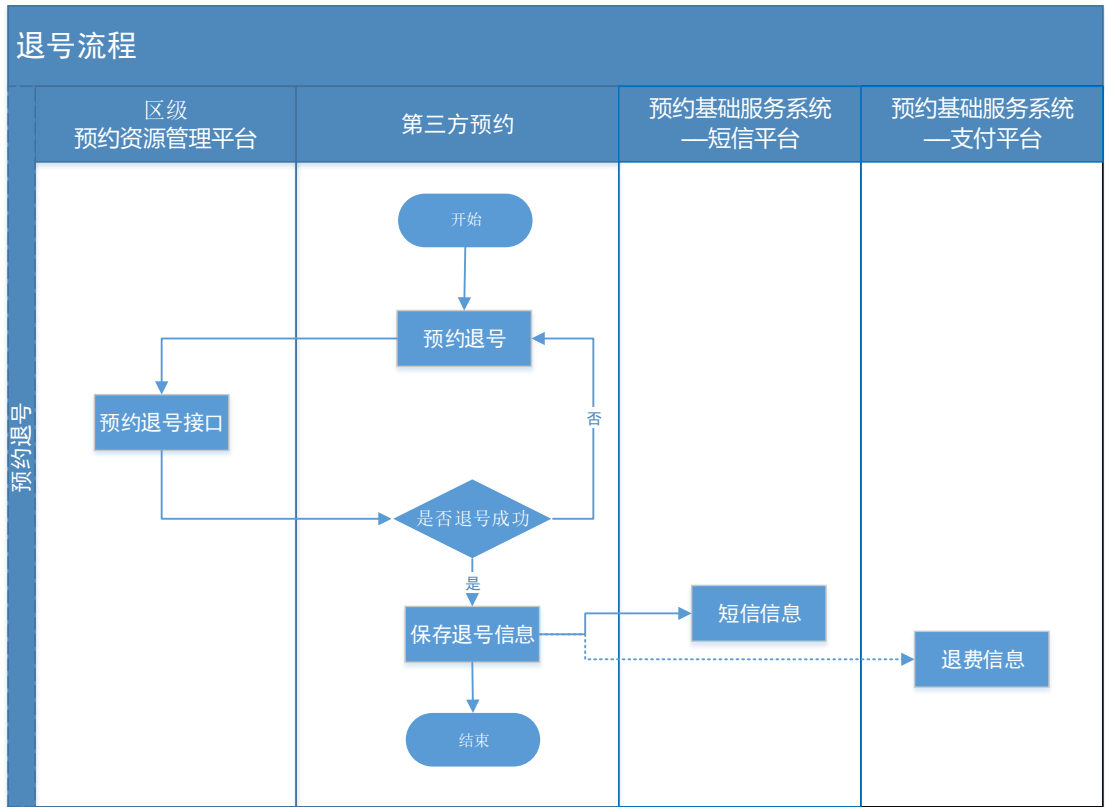 退号流程
区级
预约资源管理平台
第三方预约
预约基础服务系统
—短信平台
预约基础服务系统
—支付平台
预约退号
开始
预约退号
预约退号接口
否
是否退号成功
是
保存退号信息
短信信息
退费信息
结束